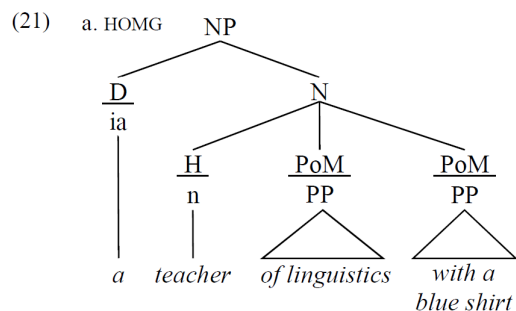 (21) a. HOMG NP
D N
ia
H PoM PoM
n PP PP
a teacher of linguistics with a
blue shirt